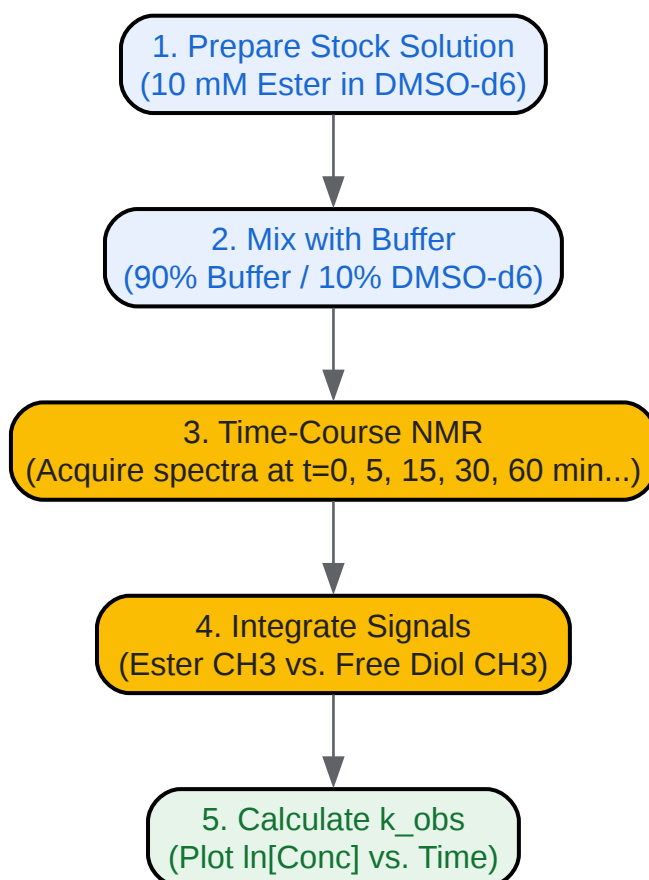 1. Prepare Stock Solution
(10 mM Ester in DMSO-d6)
2. Mix with Buffer
(90% Buffer / 10% DMSO-d6)
3. Time-Course NMR
(Acquire spectra at t=0, 5, 15, 30, 60 min...)
4. Integrate Signals
(Ester CH3 vs. Free Diol CH3)
5. Calculate k_obs
(Plot ln[Conc] vs. Time)